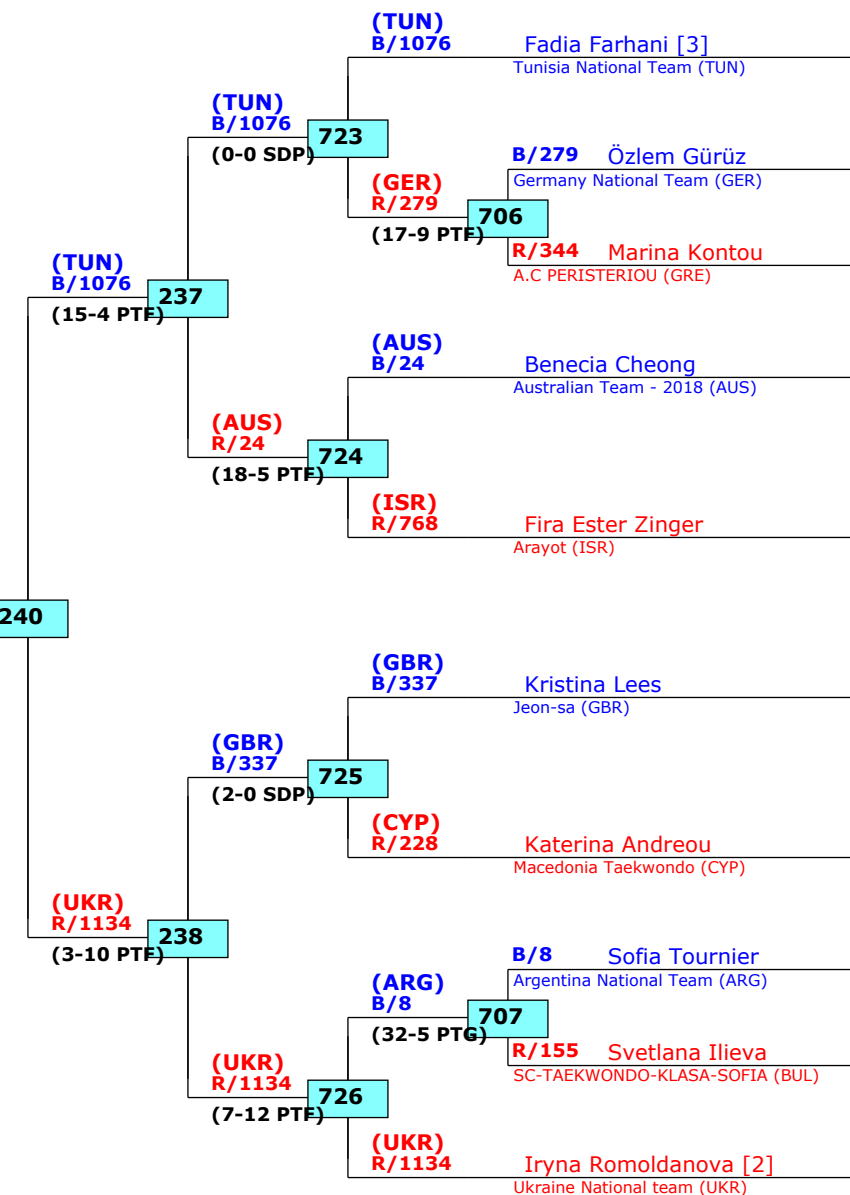 (TUN)
B/1076
Fadia Farhani [3]
Tunisia National Team (TUN)
(TUN)
B/1076
723
(0-0 SDP)
B/279 Özlem Gürüz
Germany National Team (GER)
(GER)
R/279
706
(17-9 PTF)
R/344 Marina Kontou
A.C PERISTERIOU (GRE)
(TUN)
B/1076
237
(15-4 PTF)
(AUS)
B/24
Benecia Cheong
Australian Team - 2018 (AUS)
(AUS)
R/24
724
(18-5 PTF)
(ISR)
R/768
Fira Ester Zinger
Arayot (ISR)
240
(GBR)
B/337
Kristina Lees
Jeon-sa (GBR)
(GBR)
B/337
725
(2-0 SDP)
(CYP)
R/228
Katerina Andreou
Macedonia Taekwondo (CYP)
(UKR)
R/1134
238
(3-10 PTF)
B/8 Sofia Tournier
Argentina National Team (ARG)
(ARG)
B/8
707
(32-5 PTG)
R/155 Svetlana Ilieva
SC-TAEKWONDO-KLASA-SOFIA (BUL)
(UKR)
R/1134
726
(7-12 PTF)
(UKR)
R/1134
Iryna Romoldanova [2]
Ukraine National team (UKR)